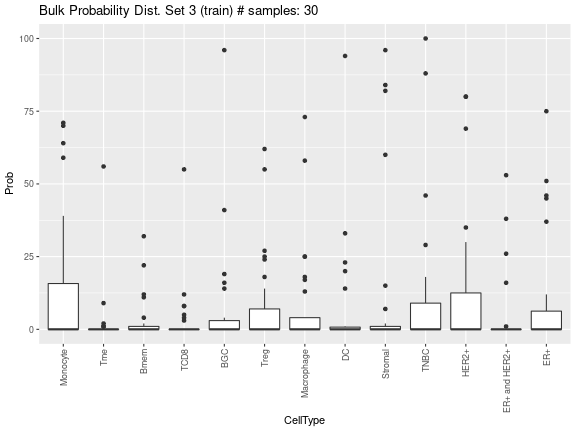 Bulk Probability Dist. Set 3 (train) # samples: 30
100
75
50
25
0
Prob
Monocyte
Tme
Bmem
TCD8
BGC
Treg
Macrophage
DC
Stromal
TNBC
HER2+
ER+ and HER2+
ER+
CellType